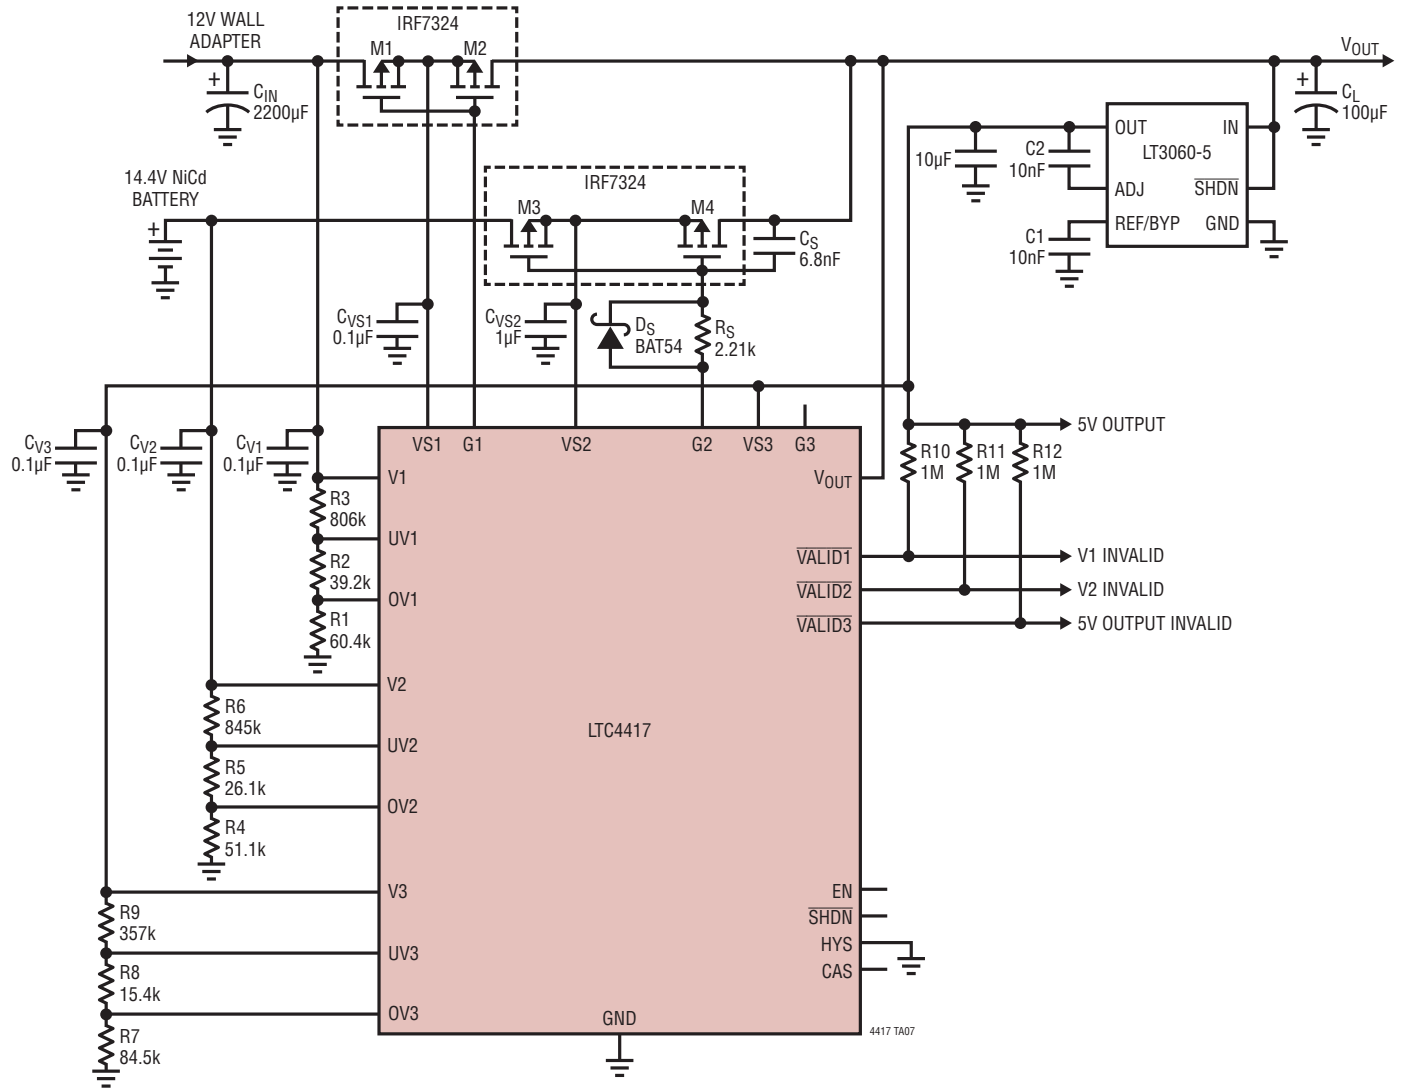 12V WALL
ADAPTER
IRF7324
M1
M2
VOUT
+
CIN
2200µF
+
CL
100µF
OUT
IN
LT3060-5
ADJ
SHDN
REF/BYP
GND
10µF
C2
10nF
C1
10nF
14.4V NiCd
BATTERY
+
IRF7324
M3
M4
CS
6.8nF
CVS1
0.1µF
CVS2
1µF
DS
BAT54
RS
2.21k
CV3
0.1µF
CV2
0.1µF
CV1
0.1µF
VS1
G1
VS2
G2
VS3
G3
5V OUTPUT
R10
1M
R11
1M
R12
1M
V1
VOUT
R3
806k
UV1
R2
39.2k
OV1
R1
60.4k
VALID1
V1 INVALID
VALID2
V2 INVALID
VALID3
5V OUTPUT INVALID
V2
R6
845k
UV2
R5
26.1k
OV2
R4
51.1k
LTC4417
V3
R9
357k
UV3
R8
15.4k
OV3
R7
84.5k
EN
SHDN
HYS
CAS
GND
4417 TA07